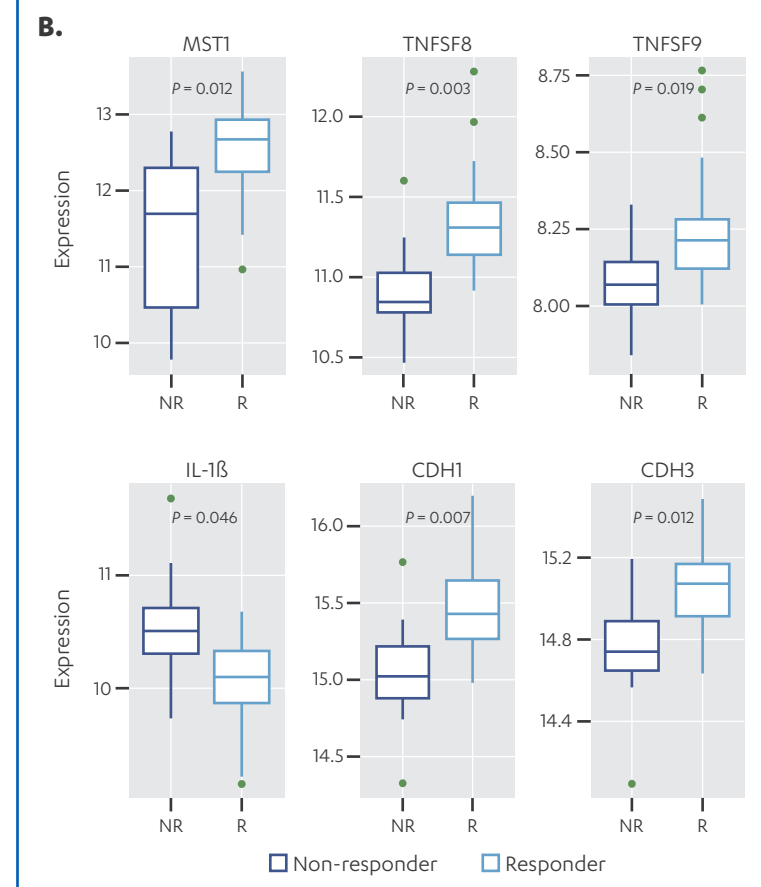 B.
MST1
TNFSF8
TNFSF9
P = 0.012
P = 0.003
P = 0.019
Expression
13
12
11
10
12.0
11.5
11.0
10.5
8.75
8.50
8.25
8.00
NR R
NR R
NR R
IL-1ß
CDH1
CDH3
P = 0.046
P = 0.007
P = 0.012
Expression
11
10
16.0
15.5
15.0
14.5
15.2
14.8
14.4
NR R
NR R
NR R
Non-responder Responder